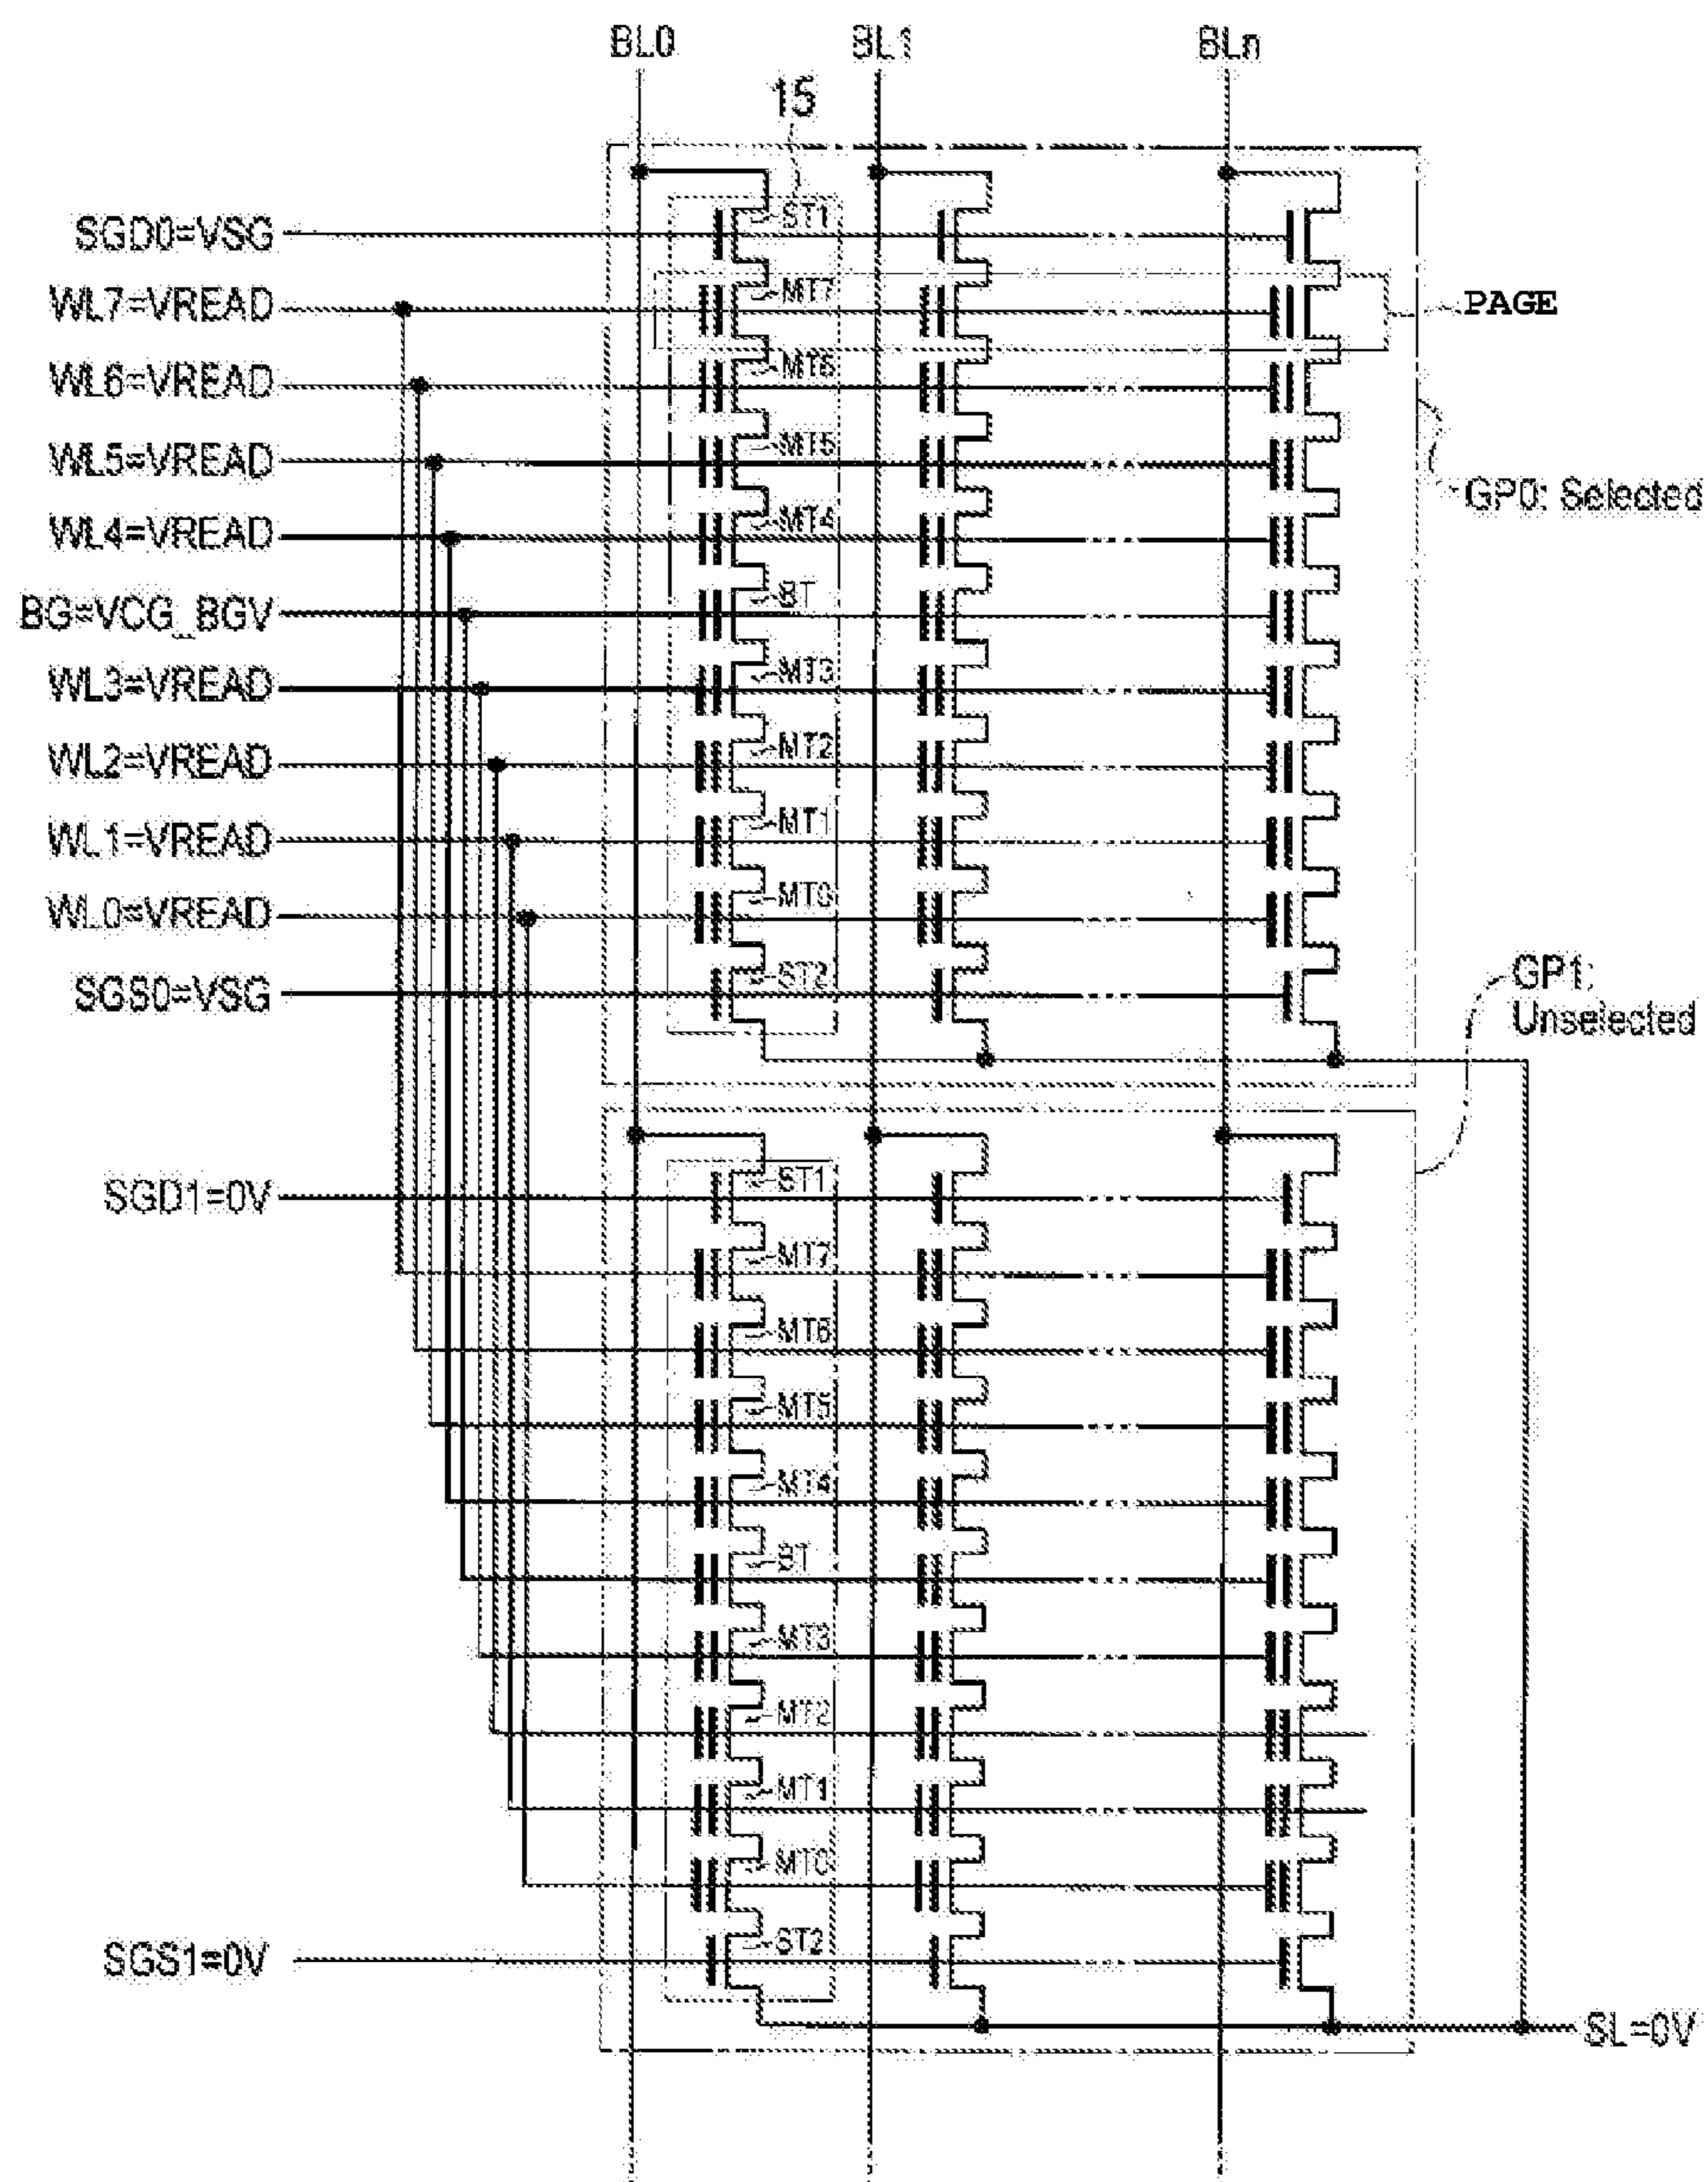 BL0 BL1 BLn
15
ST1
SGD0=VSG
MT7
WL7=VREAD
PAGE
MT6
WL6=VREAD
MT5
WL5=VREAD
GP0: Selected
MT4
WL4=VREAD
BT
BG=VCG_BGV
MT3
WL3=VREAD
MT2
WL2=VREAD
MT1
WL1=VREAD
MT0
WL0=VREAD
ST2
SGS0=VSG
GP1:
Unselected
ST1
SGD1=0V
MT7
MT6
MT5
MT4
BT
MT3
MT2
MT1
MT0
ST2
SGS1=0V
SL=0V